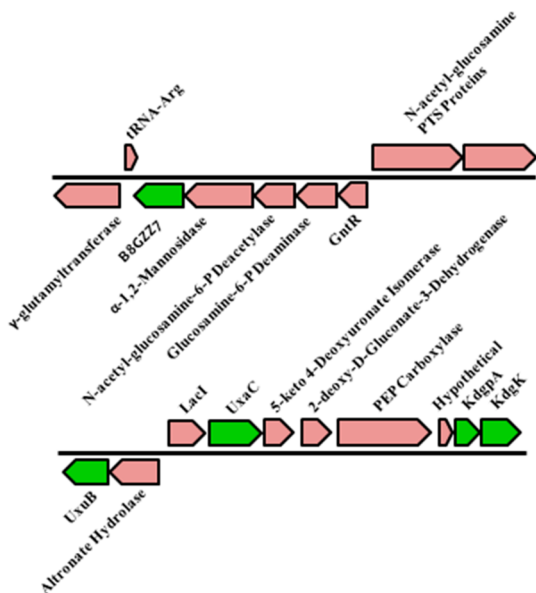 tRNA-Arg
N-acetyl-glucosamine
PTS Proteins
γ-glutamyltransferase
B8GZZ7
α-1,2-Mannosidase
N-acetyl-glucosamine-6-P Deacetylase
Glucosamine-6-P Deaminase
GntR
LacI
UxaC
5-keto 4-Deoxyuronate Isomerase
2-deoxy-D-Gluconate-3-Dehydrogenase
PEP Carboxylase
Hypothetical
KdgpA
KdgK
UxuB
Altronate Hydrolase